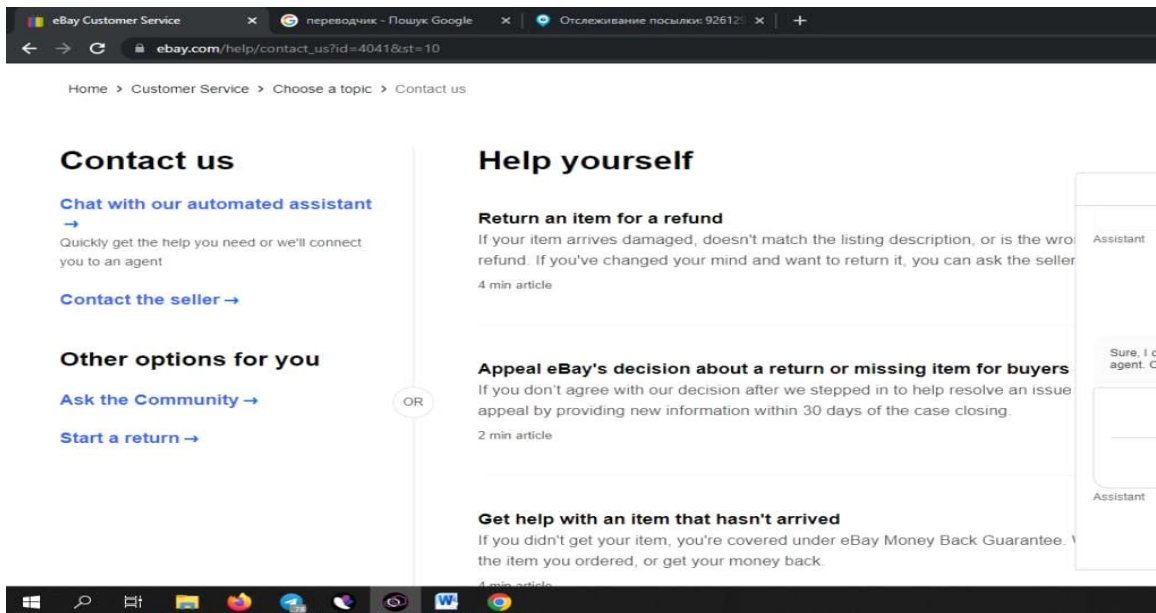 eBay Customer Service
переводчик - Пошук Google
Отслеживание посылки: 92612
ebay.com/help/contact_us?id=4041&st=10
Home > Customer Service > Choose a topic > Contact us
Contact us
Chat with our automated assistant
→
Quickly get the help you need or we'll connect
you to an agent
Contact the seller →
Other options for you
Ask the Community →
Start a return →
OR
Help yourself
Return an item for a refund
If your item arrives damaged, doesn't match the listing description, or is the wro
refund. If you've changed your mind and want to return it, you can ask the seller
4 min article
Appeal eBay's decision about a return or missing item for buyers
If you don't agree with our decision after we stepped in to help resolve an issue
appeal by providing new information within 30 days of the case closing.
2 min article
Get help with an item that hasn't arrived
If you didn't get your item, you're covered under eBay Money Back Guarantee.
the item you ordered, or get your money back.
4 min article
Assistant
Sure, I
agent.
Assistant